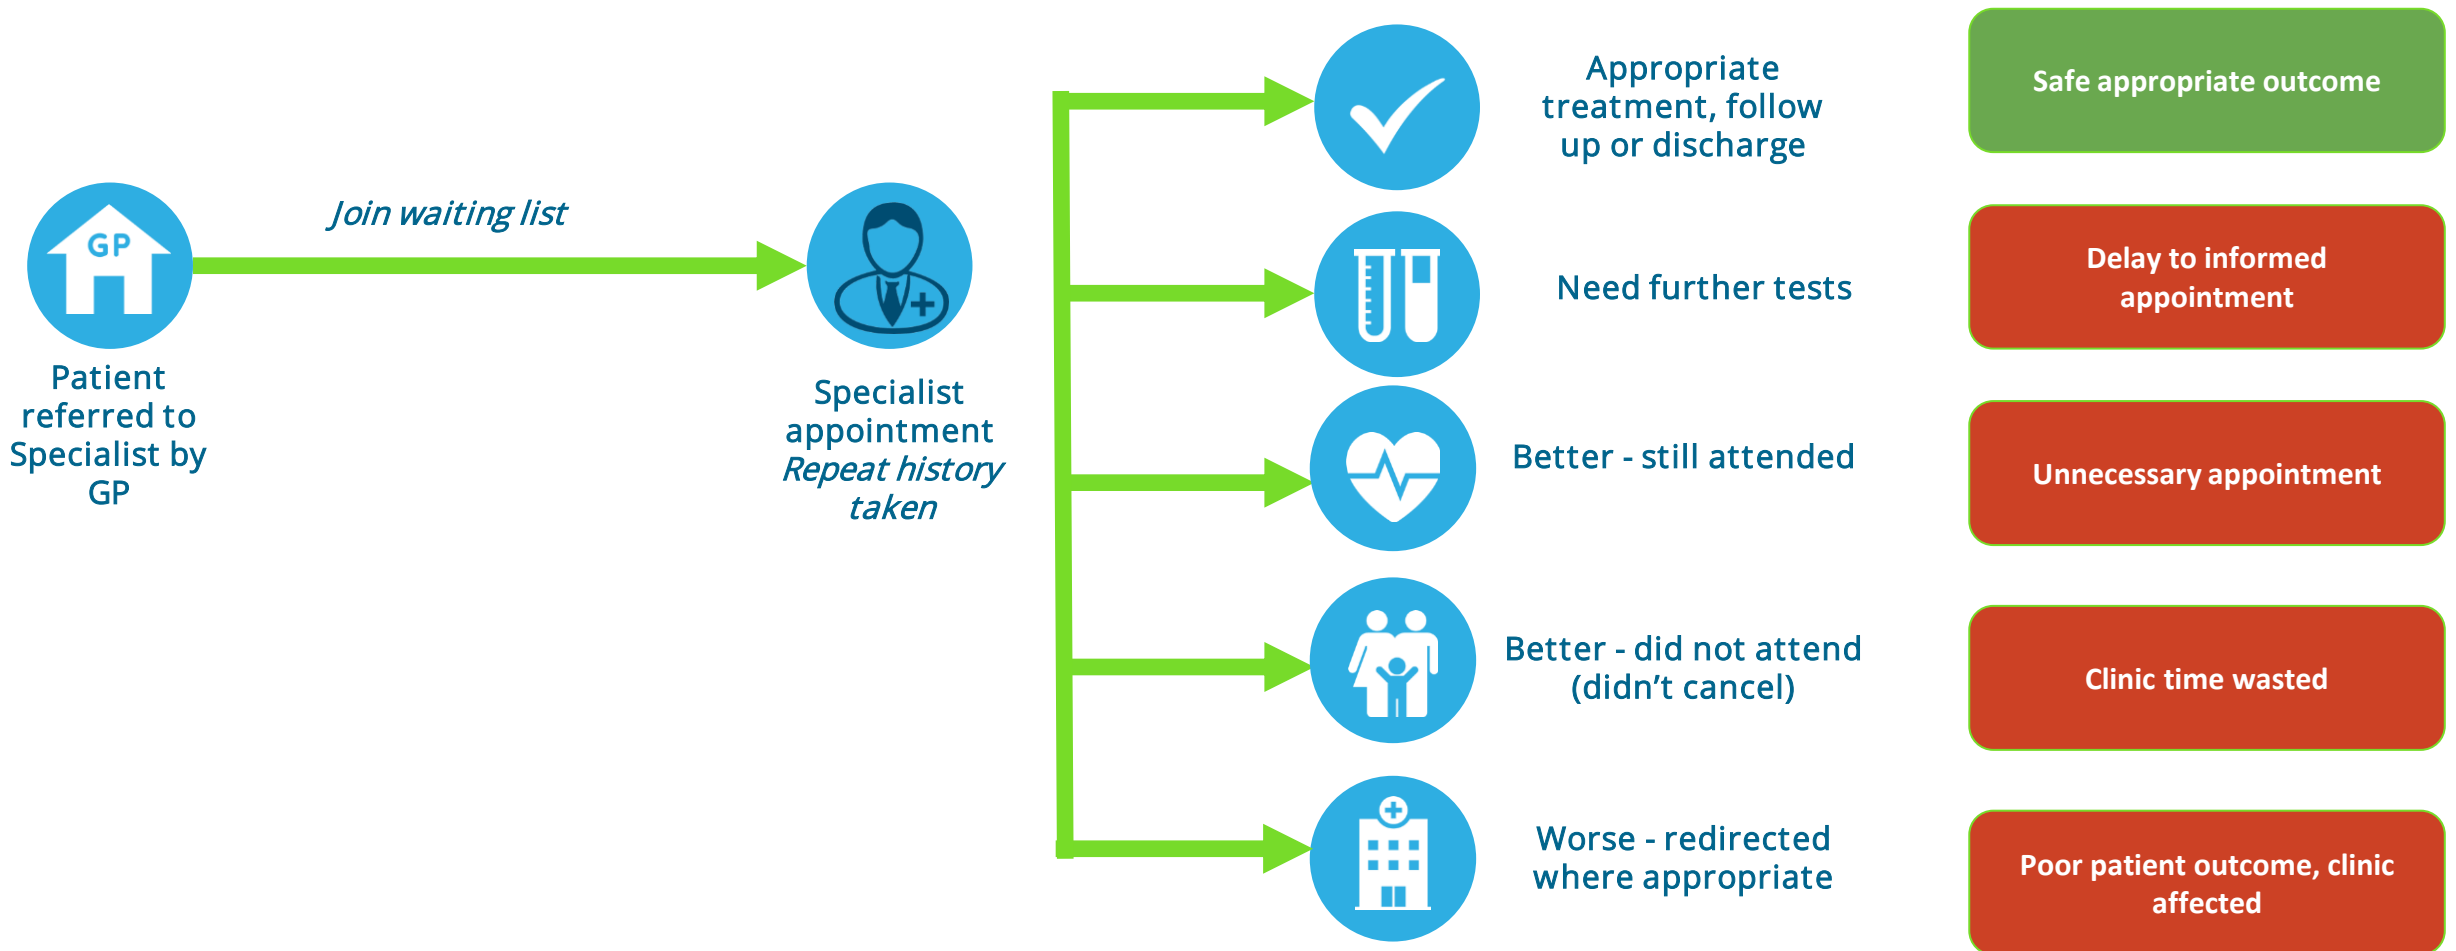 GP
Patient
referred to
Specialist by
GP
Join waiting list
Specialist
appointment
Repeat history
taken
Appropriate
treatment, follow
up or discharge
Safe appropriate outcome
Need further tests
Delay to informed
appointment
Better - still attended
Unnecessary appointment
Better - did not attend
(didn’t cancel)
Clinic time wasted
Worse - redirected
where appropriate
Poor patient outcome, clinic
affected